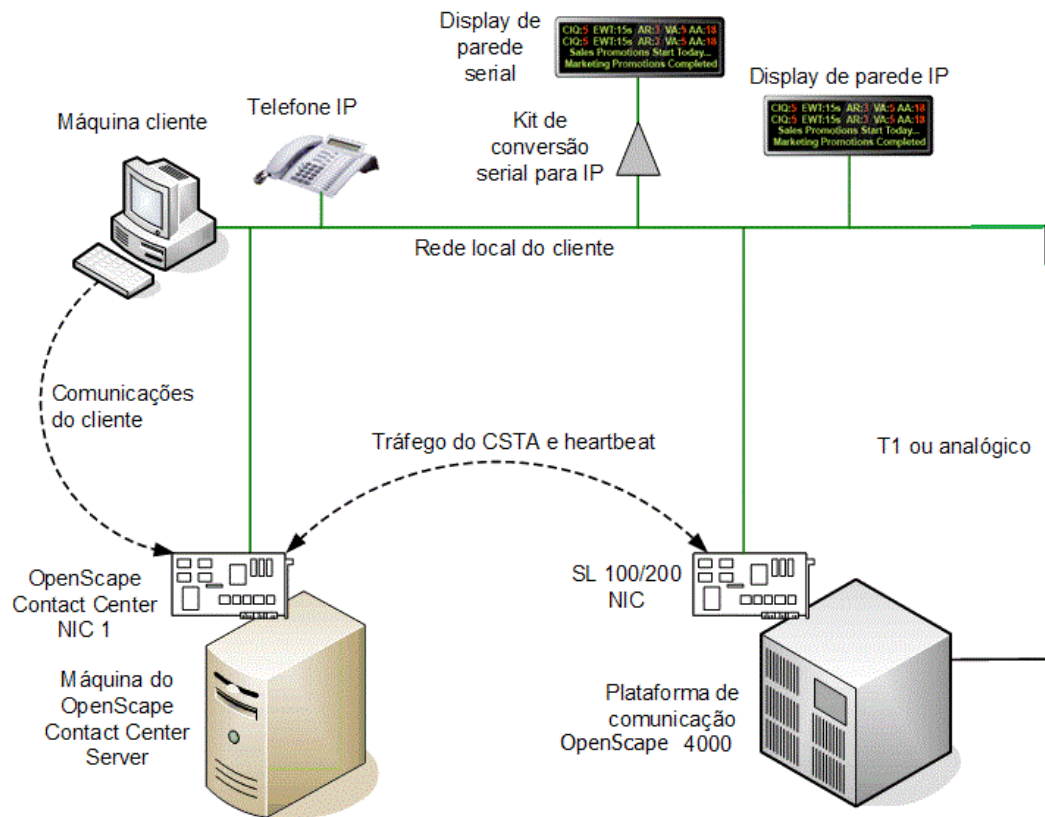 Display de
parede
serial
CIQ:5 EWT:15s AR:3 VA:5 AA:18
CIQ:5 EWT:15s AR:3 VA:5 AA:18
Sales Promotions Start Today...
Marketing Promotions Completed
Display de parede IP
CIQ:5 EWT:15s AR:3 VA:5 AA:18
CIQ:5 EWT:15s AR:3 VA:5 AA:18
Sales Promotions Start Today...
Marketing Promotions Completed
Telefone IP
Máquina cliente
Kit de
conversão
serial para IP
Rede local do cliente
Comunicações
do cliente
Tráfego do CSTA e heartbeat
T1 ou analógico
OpenScape
Contact Center
NIC 1
SL 100/200
NIC
Máquina do
OpenScape
Contact Center
Server
Plataforma de
comunicação
OpenScape 4000